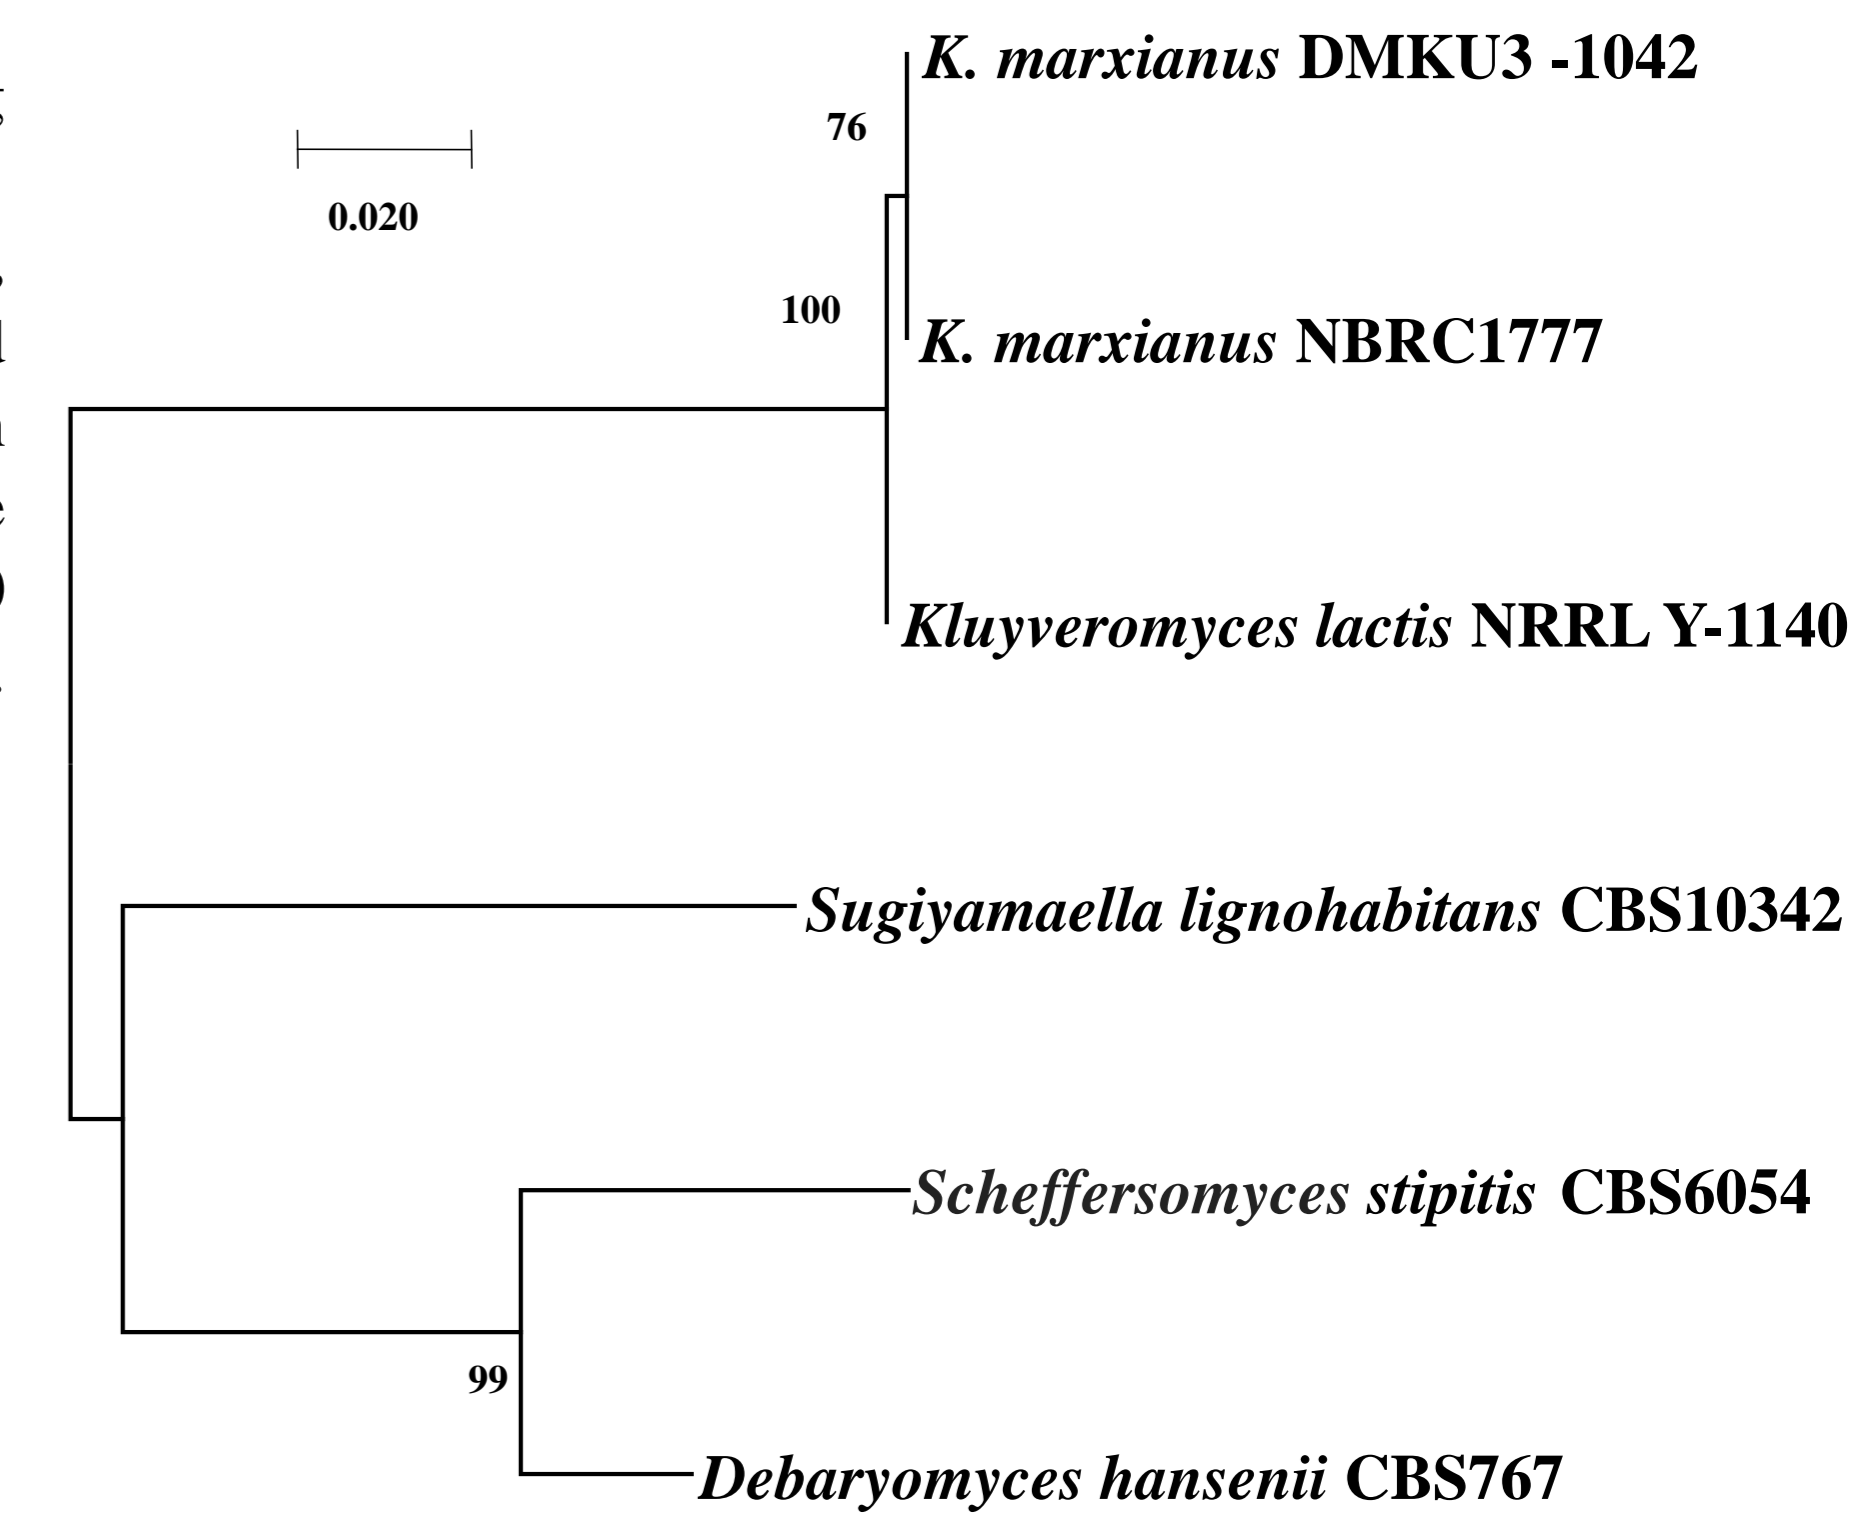 K. marxianus DMKU3 -1042
76
0.020
100
K. marxianus NBRC1777
Kluyveromyces lactis NRRL Y-1140
Sugiyamaella lignohabitans CBS10342
Scheffersomyces stipitis CBS6054
99
Debaryomyces hansenii CBS767